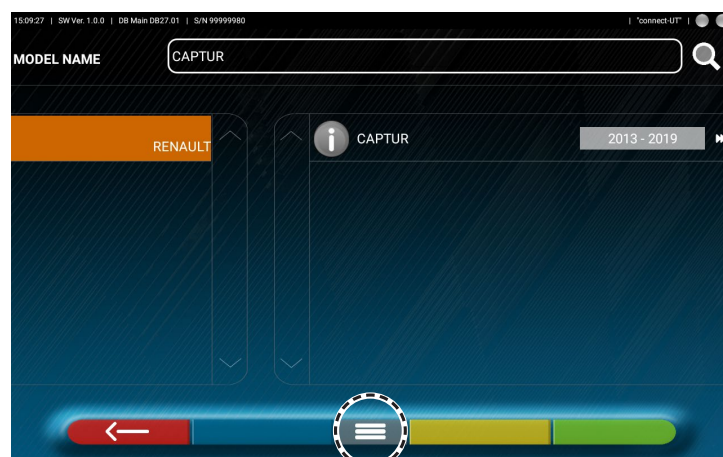 15:09:27 | SW Ver. 1.0.0 | DB Main DB27.01 | S/N 99999980 | "connect-UT" |
MODEL NAME CAPTUR
RENAULT
i CAPTUR 2013 - 2019